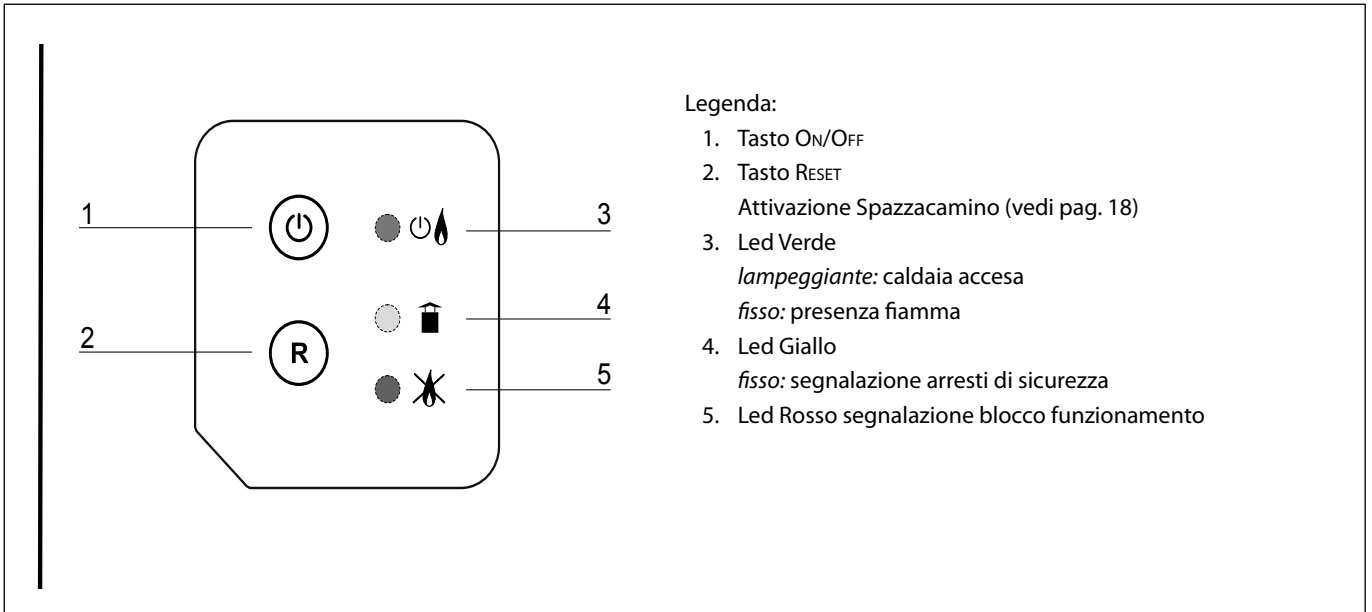 1
2
R
3
4
5
Legenda:
1. Tasto ON/OFF
2. Tasto RESET
Attivazione Spazzacamino (vedi pag. 18)
3. Led Verde
lampeggiante: caldaia accesa
fisso: presenza fiamma
4. Led Giallo
fisso: segnalazione arresti di sicurezza
5. Led Rosso segnalazione blocco funzionamento